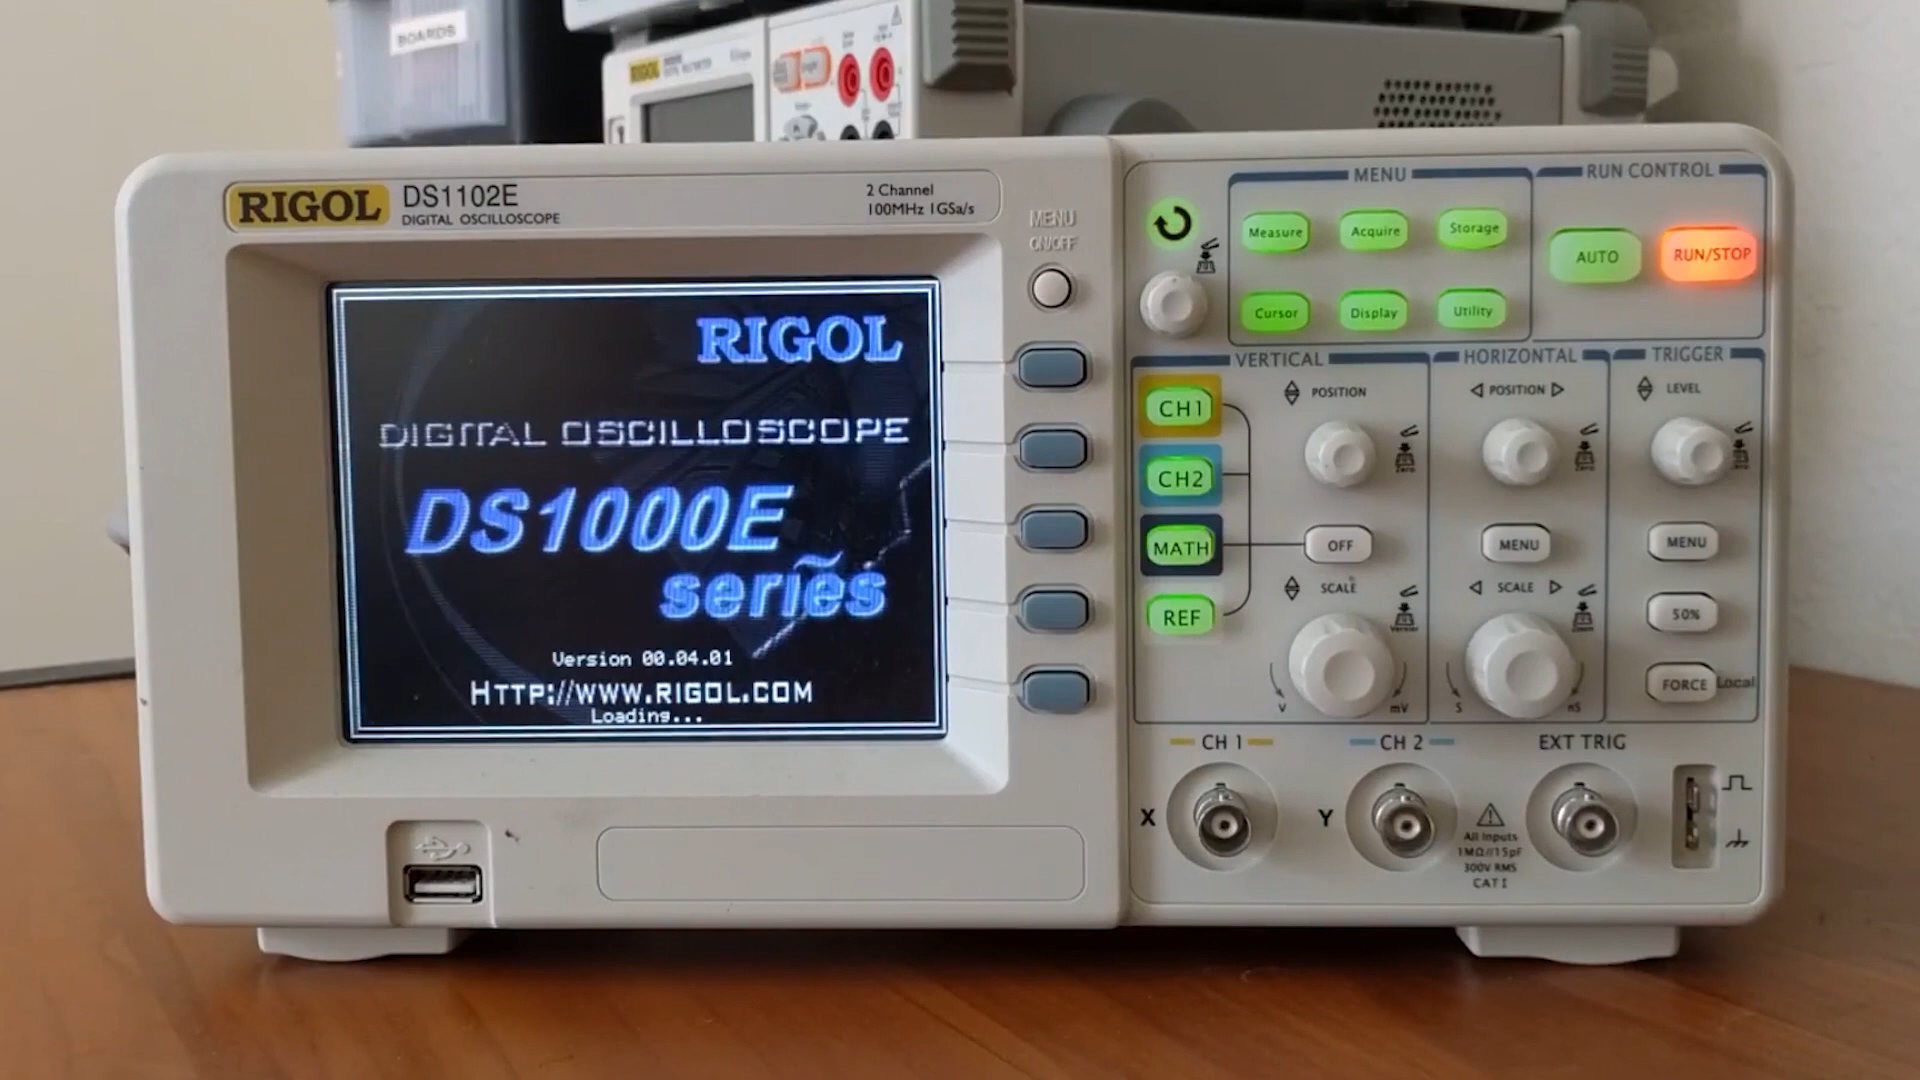 BOARDS
RIGOL
RIGOL DS1102E
DIGITAL OSCILLOSCOPE
2 Channel
100MHz 1GSa/s
MENU
ON/OFF
RIGOL
DIGITAL OSCILLOSCOPE
DS1000E
series
Version 00.04.01
HTTP://WWW.RIGOL.COM
Loading...
MENU
Measure Acquire Storage
Cursor Display Utility
RUN CONTROL
AUTO RUN/STOP
VERTICAL
CH1
CH2
MATH
REF
POSITION
OFF
SCALE
V mV
HORIZONTAL
POSITION
MENU
SCALE
S nS
TRIGGER
LEVEL
MENU
50%
FORCE Local
CH 1
X
CH 2
Y
EXT TRIG
All Inputs
1MΩ//15pF
300V RMS
CAT I